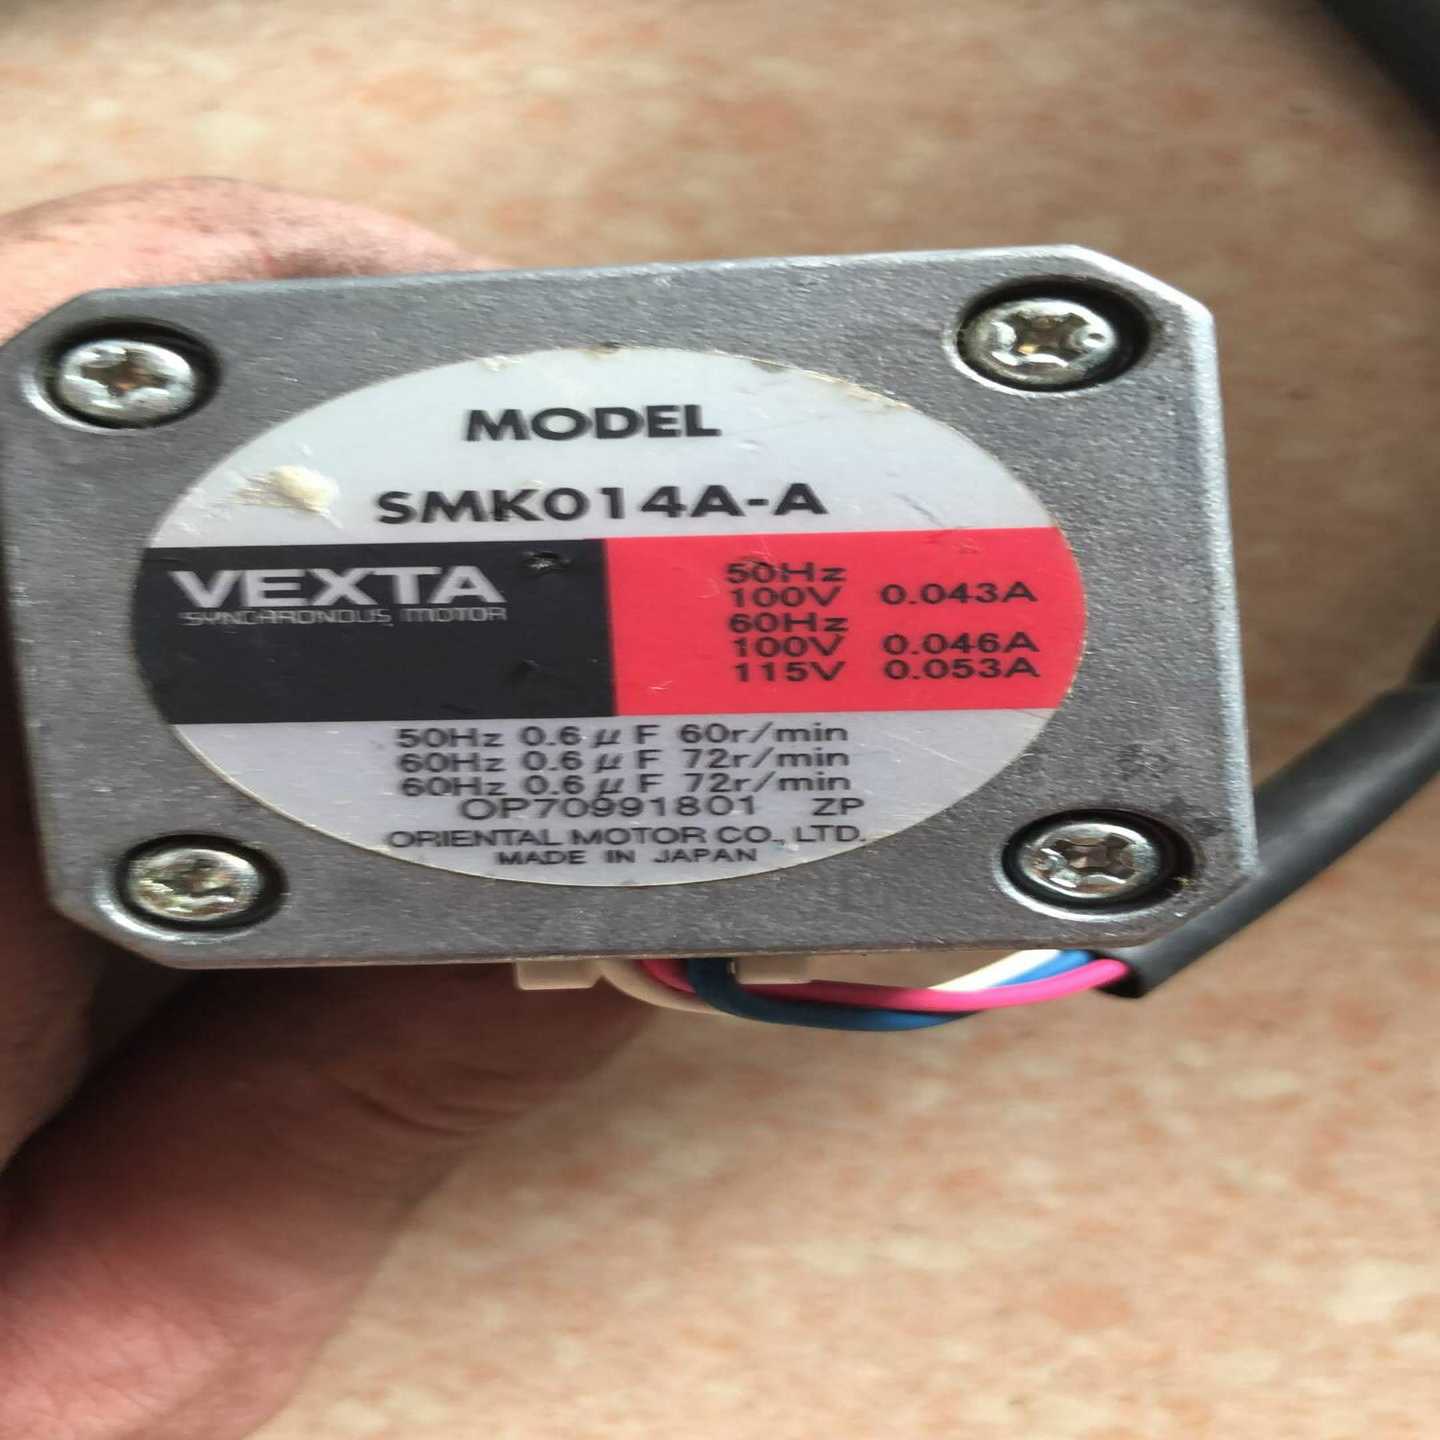 MODEL
SMK014A-A
VEXTA
SYNCHRONOUS MOTOR
50Hz
100V 0.043A
60Hz
100V 0.046A
115V 0.053A
50Hz 0.6μF 60r/min
60Hz 0.6μF 72r/min
60Hz 0.6μF 72r/min
OP70991801 ZP
ORIENTAL MOTOR CO., LTD.
MADE IN JAPAN